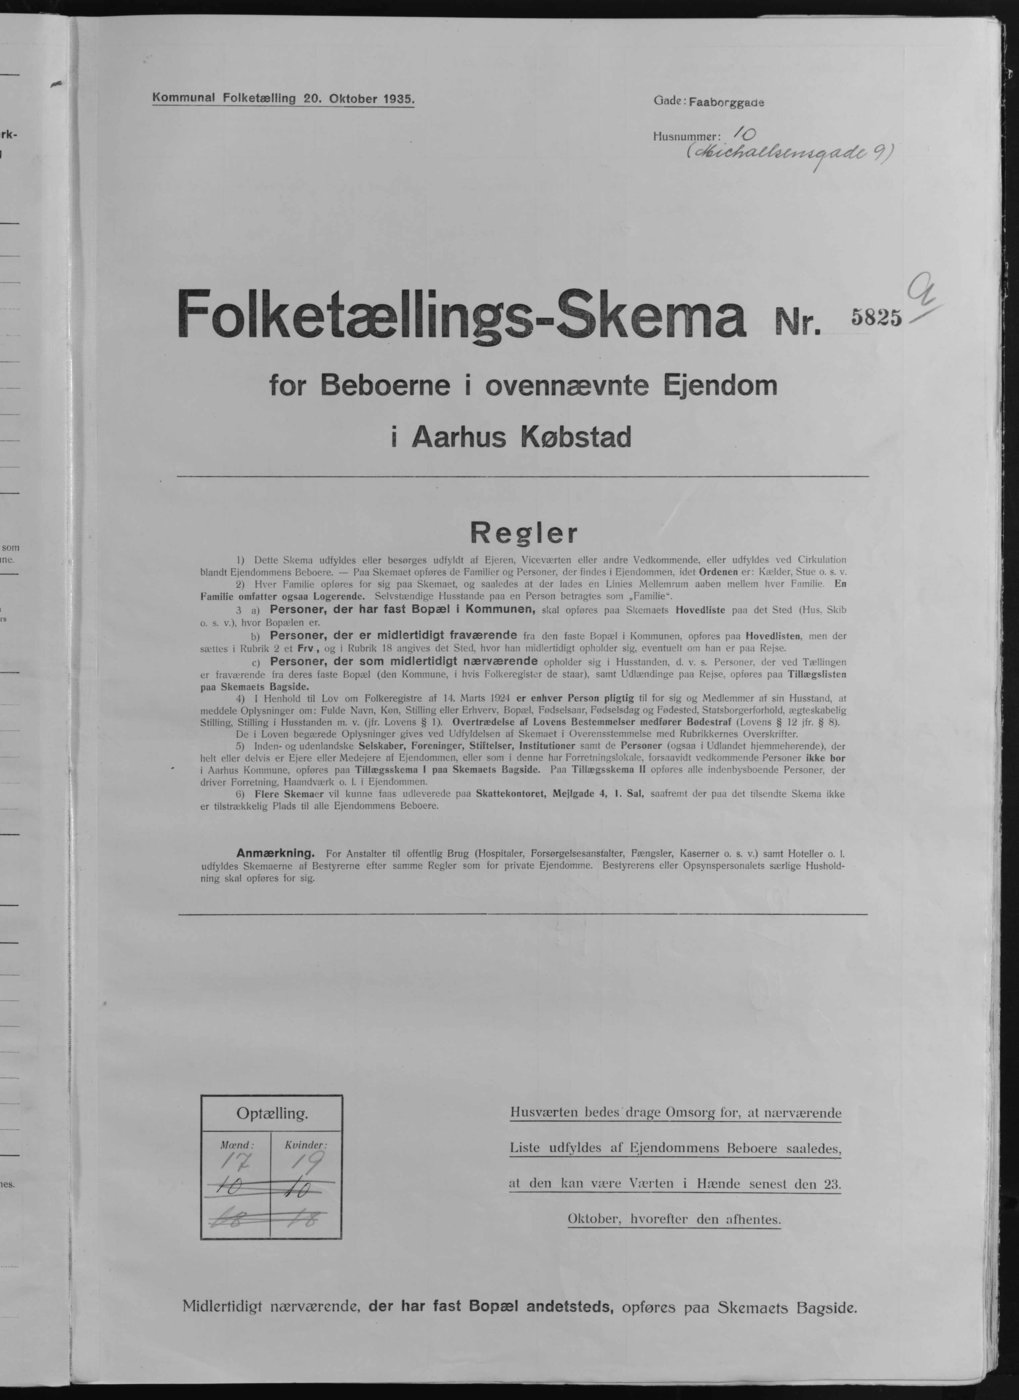 Kommunal Folketælling 20. Oktober 1935.
Gade: Faaborggade
Husnummer: 10
(Michaelsensgade 9)
Folketællings-Skema Nr. 5825 a
for Beboerne i ovennævnte Ejendom
i Aarhus Købstad
Regler
1) Dette Skema udfyldes eller besørges udfyldt af Ejeren, Viceværten eller andre Vedkommende, eller udfyldes ved Cirkulation
blandt Ejendommens Beboere. — Paa Skemaet opføres de Familier og Personer, der findes i Ejendommen, idet Ordenen er: Kælder, Stue o. s. v.
2) Hver Familie opføres for sig paa Skemaet, og saaledes at der lades en Linies Mellemrum aaben mellem hver Familie. En
Familie omfatter ogsaa Logerende. Selvstændige Husstande paa en Person betragtes som „Familie“.
3 a) Personer, der har fast Bopæl i Kommunen, skal opføres paa Skemaets Hovedliste paa det Sted (Hus, Skib
o. s. v.), hvor Bopælen er.
b) Personer, der er midlertidigt fraværende fra den faste Bopæl i Kommunen, opføres paa Hovedlisten, men der
sættes i Rubrik 2 et Frv., og i Rubrik 18 angives det Sted, hvor han midlertidigt opholder sig, eventuelt om han er paa Rejse.
c) Personer, der som midlertidigt nærværende opholder sig i Husstanden, d. v. s. Personer, der ved Tællingen
er fraværende fra deres faste Bopæl (den Kommune, i hvis Folkeregister de staar), samt Udlændinge paa Rejse, opføres paa Tillægslisten
paa Skemaets Bagside.
4) I Henhold til Lov om Folkeregistre af 14. Marts 1924 er enhver Person pligtig til for sig og Medlemmer af sin Husstand, at
meddele Oplysninger om: Fulde Navn, Køn, Stilling eller Erhverv, Bopæl, Fødselsaar, Fødselsdag og Fødested, Statsborgerforhold, ægteskabelig
Stilling, Stilling i Husstanden m. v. (jfr. Lovens § 1). Overtrædelse af Lovens Bestemmelser medfører Bødestraf (Lovens § 12 jfr. § 8).
De i Loven begærede Oplysninger gives ved Udfyldelsen af Skemaet i Overensstemmelse med Rubrikkernes Overskrifter.
5) Inden- og udenlandske Selskaber, Foreninger, Stiftelser, Institutioner samt de Personer (ogsaa i Udlandet hjemmehørende), der
helt eller delvis er Ejere eller Medejere af Ejendommen, eller som i denne har Forretningslokale, forsaavidt vedkommende Personer ikke bor
i Aarhus Kommune, opføres paa Tillægsskema I paa Skemaets Bagside. Paa Tillægsskema II opføres alle indenbysboende Personer, der
driver Forretning, Haandværk o. l. i Ejendommen.
6) Flere Skemaer vil kunne faas udleverede paa Skattekontoret, Mejlgade 4, 1. Sal, saafremt der paa det tilsendte Skema ikke
er tilstrækkelig Plads til alle Ejendommens Beboere.
Anmærkning. For Anstalter til offentlig Brug (Hospitaler, Forsørgelsesanstalter, Fængsler, Kaserner o. s. v.) samt Hoteller o. l.
udfyldes Skemaerne af Bestyrerne efter samme Regler som for private Ejendomme. Bestyrerens eller Opsynspersonalets særlige Hushold-
ning skal opføres for sig.
Optælling.
Mænd: Kvinder:
17 19
10 10
18 18
Husværten bedes drage Omsorg for, at nærværende
Liste udfyldes af Ejendommens Beboere saaledes,
at den kan være Værten i Hænde senest den 23.
Oktober, hvorefter den afhentes.
Midlertidigt nærværende, der har fast Bopæl andetsteds, opføres paa Skemaets Bagside.